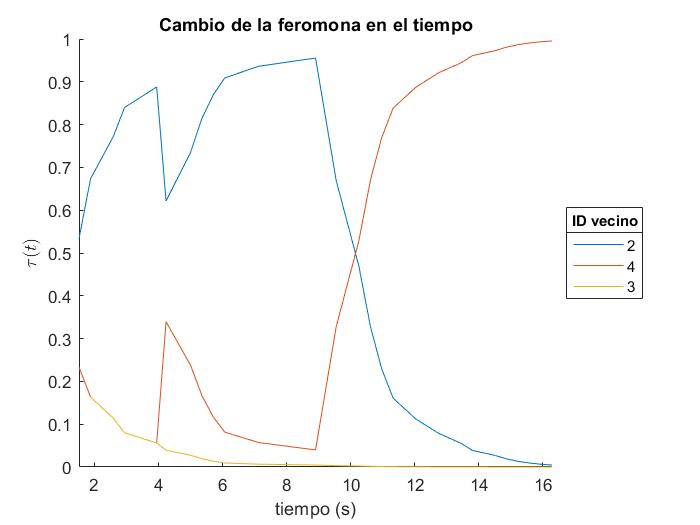 Cambio de la feromona en el tiempo
1
0.9
0.8
0.7
0.6
0.5
0.4
0.3
0.2
0.1
0
τ(t)
2 4 6 8 10 12 14 16
tiempo (s)
ID vecino
2
4
3